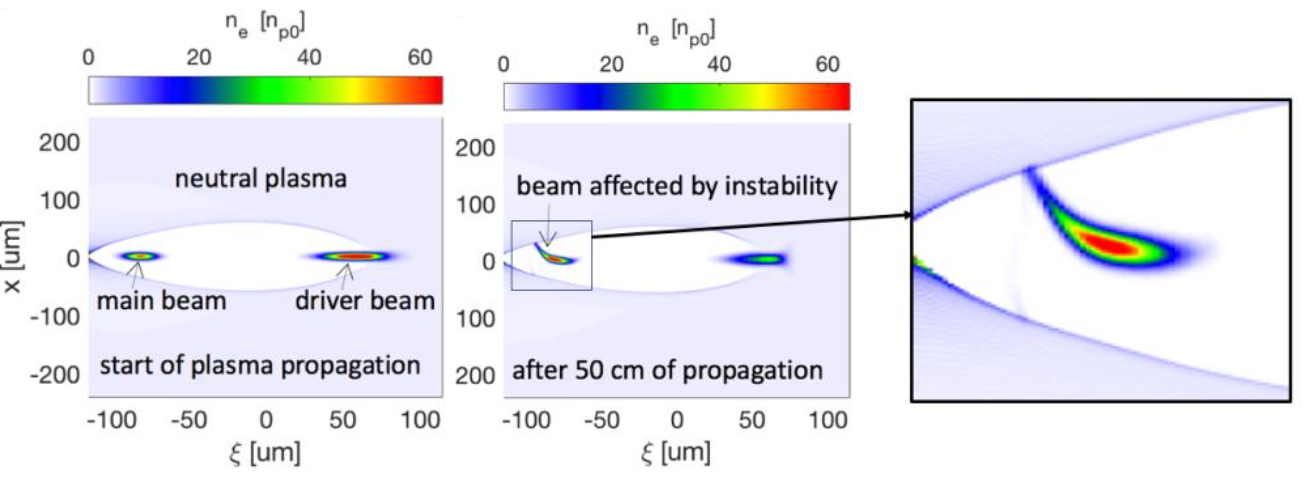 n_e [n_p0]
0 20 40 60
200
100
0
-100
-200
x [um]
neutral plasma
main beam
driver beam
start of plasma propagation
-100 -50 0 50 100
ξ [um]
n_e [n_p0]
0 20 40 60
200
100
0
100
200
beam affected by instability
after 50 cm of propagation
-100 -50 0 50 100
ξ [um]